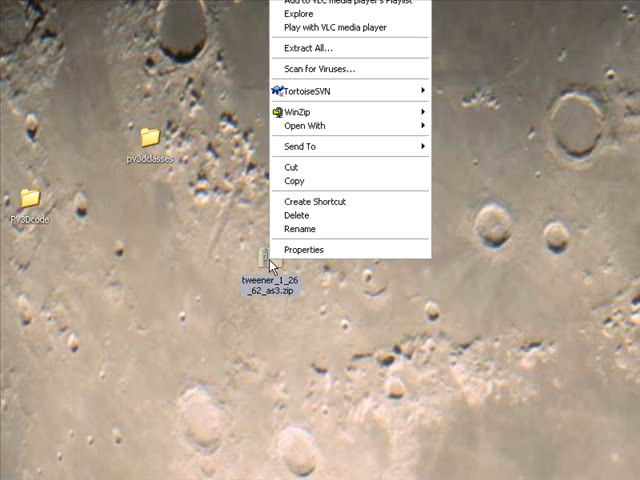 Add to VLC media player's Playlist
Explore
Play with VLC media player
Extract All...
Scan for Viruses...
TortoiseSVN
WinZip
Open With
Send To
Cut
Copy
Create Shortcut
Delete
Rename
Properties
pv3dclasses
PV3Dcode
tweener_1_26
_62_as3.zip